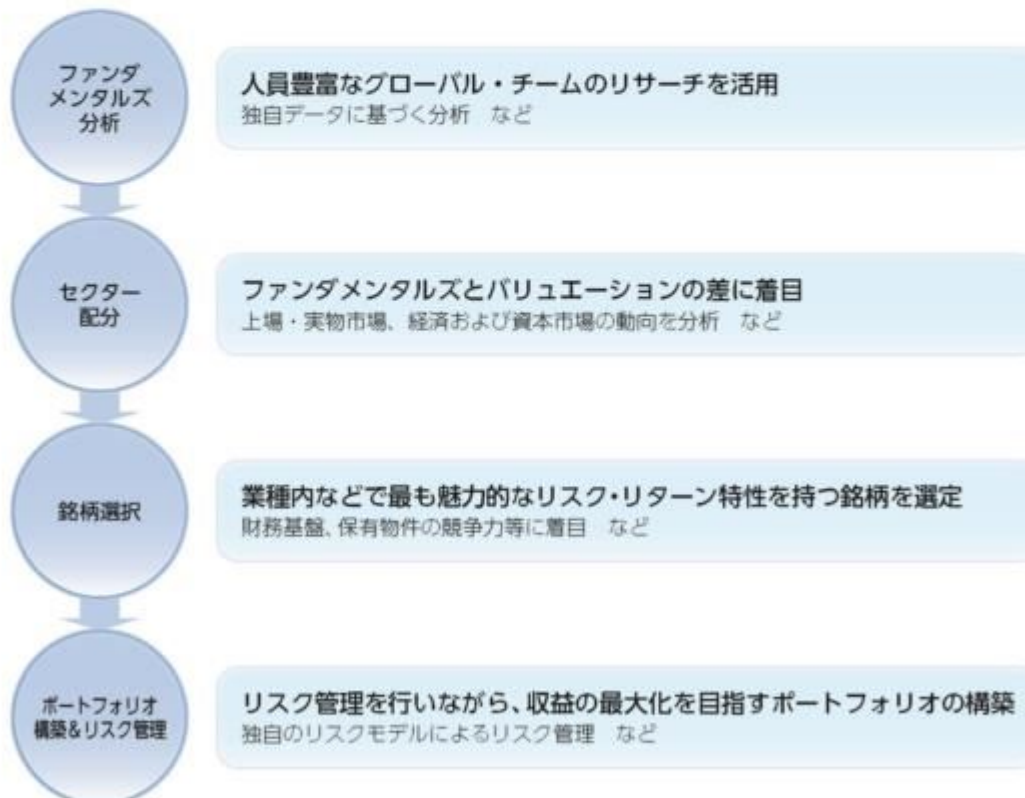 ファンダ
メンタルズ
分析
人員豊富なグローバル・チームのリサーチを活用
独自データに基づく分析　など
セクター
配分
ファンダメンタルズとバリュエーションの差に着目
上場・実物市場、経済および資本市場の動向を分析　など
銘柄選択
業種内などで最も魅力的なリスク・リターン特性を持つ銘柄を選定
財務基盤、保有物件の競争力等に着目　など
ポートフォリオ
構築&リスク管理
リスク管理を行いながら、収益の最大化を目指すポートフォリオの構築
独自のリスクモデルによるリスク管理　など